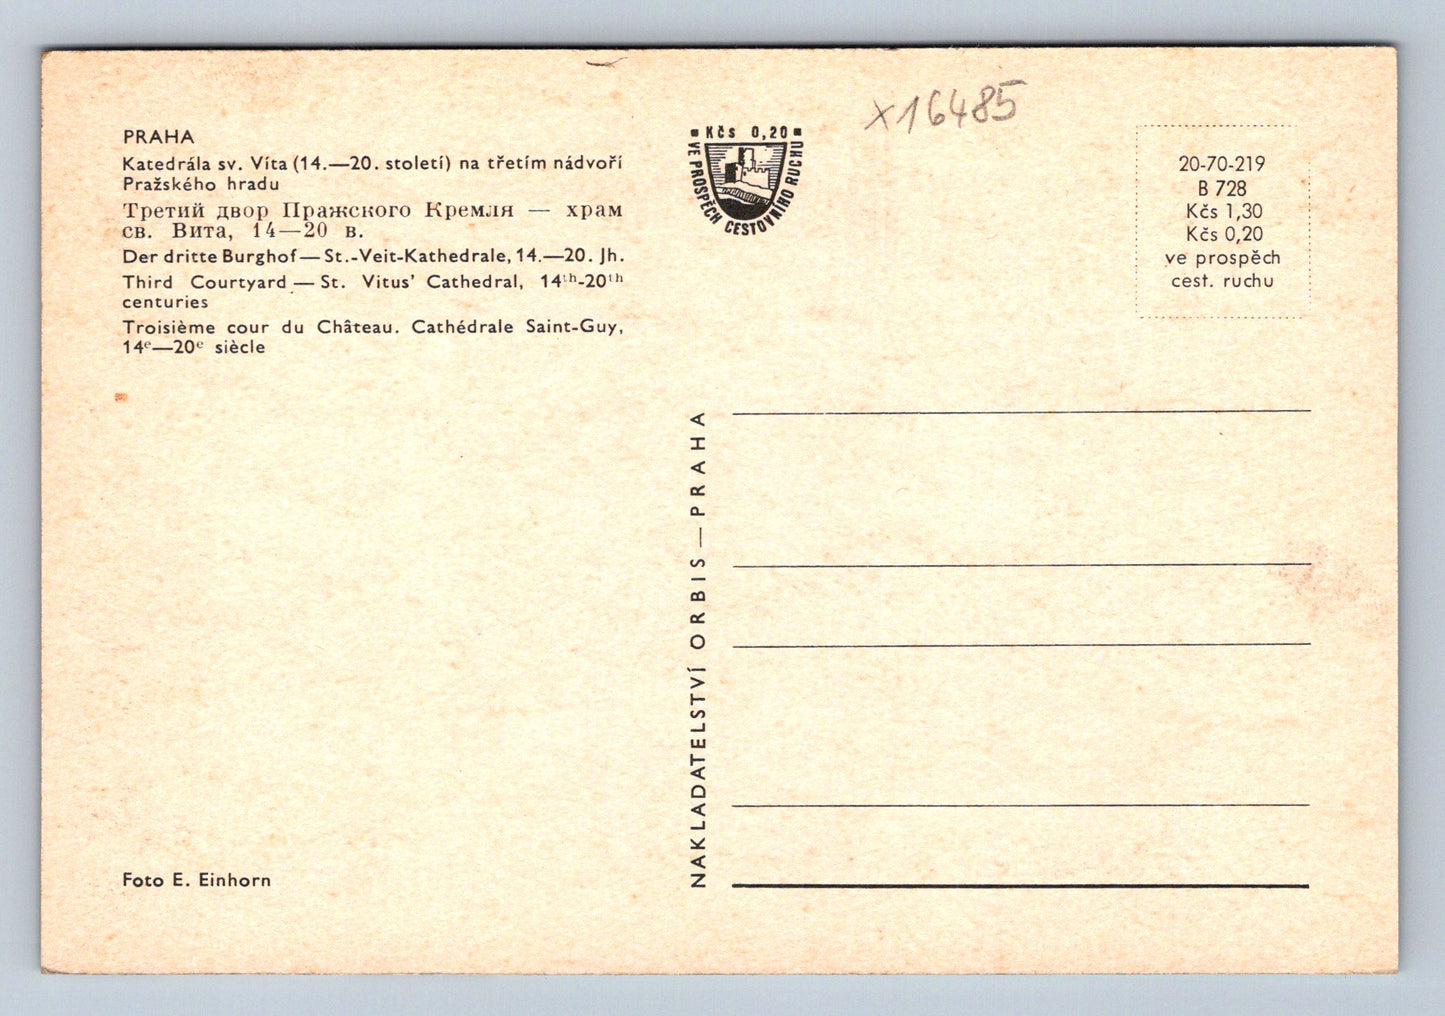 PRAHA
Katedrála sv. Víta (14.—20. století) na třetím nádvoří
Pražského hradu
Третий двор Пражского Кремля — храм
св. Вита, 14—20 в.
Der dritte Burghof — St.-Veit-Kathedrale, 14.—20. Jh.
Third Courtyard — St. Vitus' Cathedral, 14th-20th
centuries
Troisième cour du Château. Cathédrale Saint-Guy,
14e—20e siècle
Foto E. Einhorn
NAKLADATELSTVÍ ORBIS — PRAHA
Kčs 0,20
VE PROSPĚCH CESTOVNÍHO RUCHU
x16485
20-70-219
B 728
Kčs 1,30
Kčs 0,20
ve prospěch
cest. ruchu